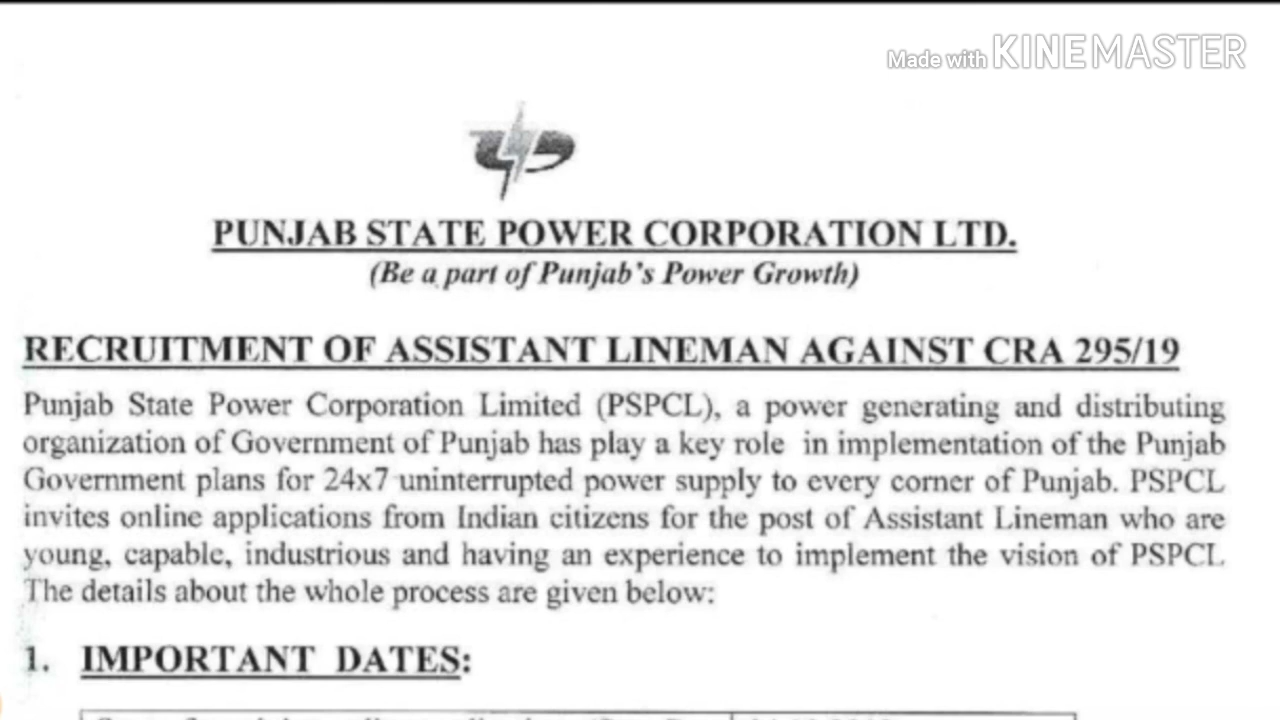 Made with KINEMASTER
PUNJAB STATE POWER CORPORATION LTD.
(Be a part of Punjab's Power Growth)
RECRUITMENT OF ASSISTANT LINEMAN AGAINST CRA 295/19
Punjab State Power Corporation Limited (PSPCL), a power generating and distributing
organization of Government of Punjab has play a key role in implementation of the Punjab
Government plans for 24x7 uninterrupted power supply to every corner of Punjab. PSPCL
invites online applications from Indian citizens for the post of Assistant Lineman who are
young, capable, industrious and having an experience to implement the vision of PSPCL
The details about the whole process are given below:
1. IMPORTANT DATES: